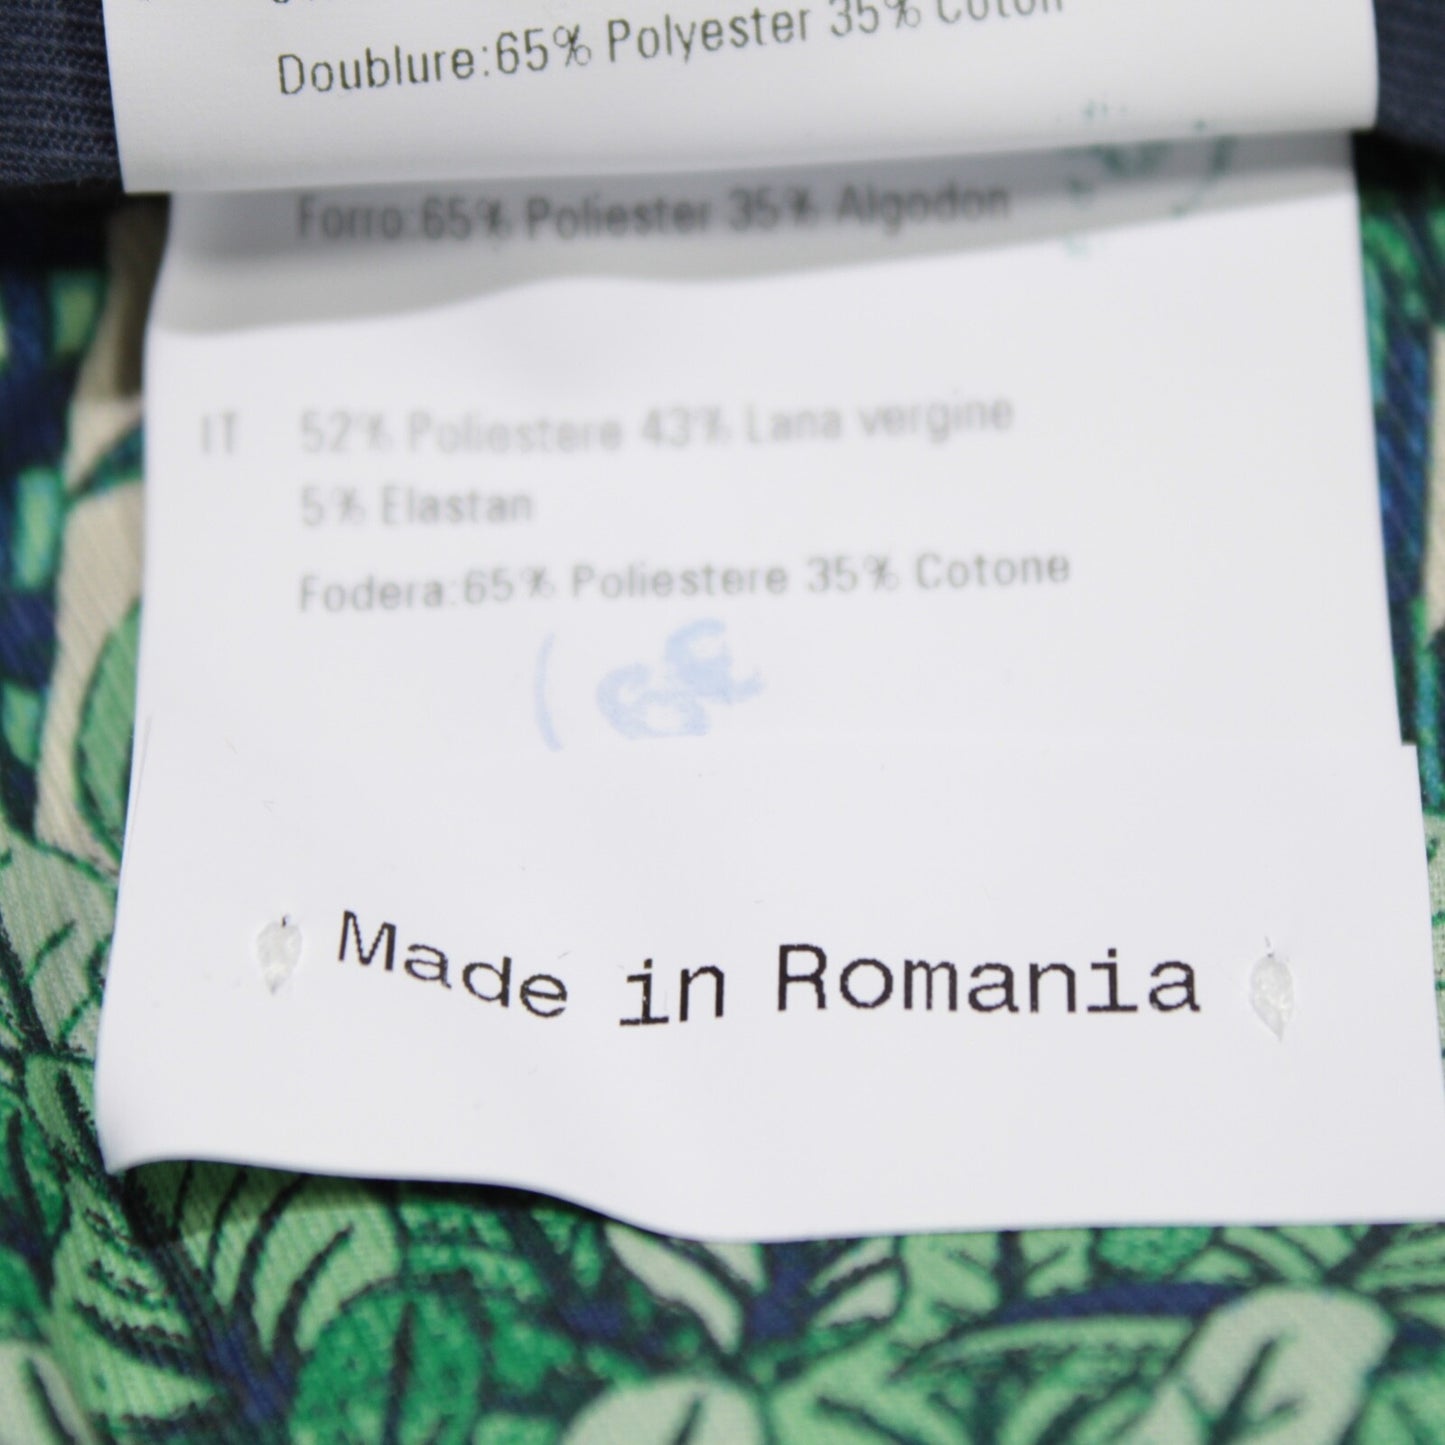 Doublure:65% Polyester 35% Coton
Forro:65% Poliester 35% Algodon
IT 52% Poliestere 43% Lana vergine
5% Elastan
Fodera:65% Poliestere 35% Cotone
Made in Romania